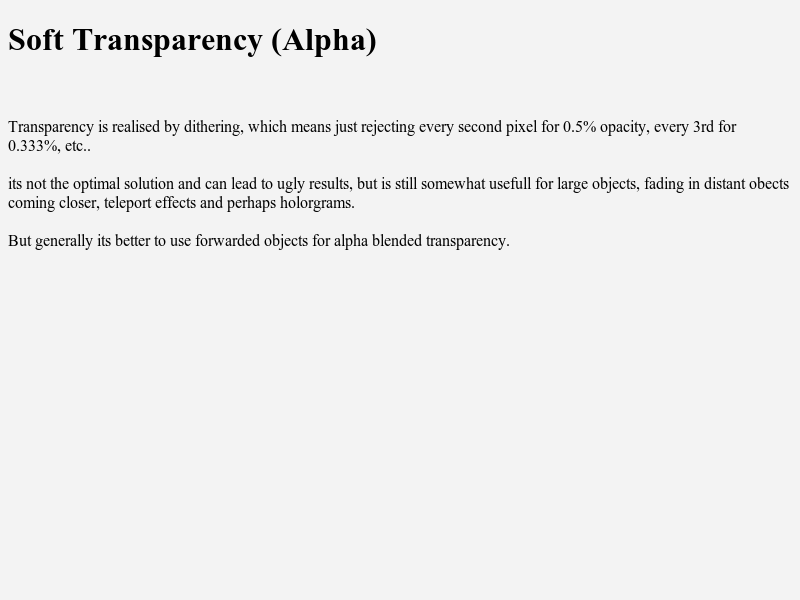 Soft Transparency (Alpha)
Transparency is realised by dithering, which means just rejecting every second pixel for 0.5% opacity, every 3rd for
0.333%, etc..
its not the optimal solution and can lead to ugly results, but is still somewhat usefull for large objects, fading in distant obects
coming closer, teleport effects and perhaps holorgrams.
But generally its better to use forwarded objects for alpha blended transparency.